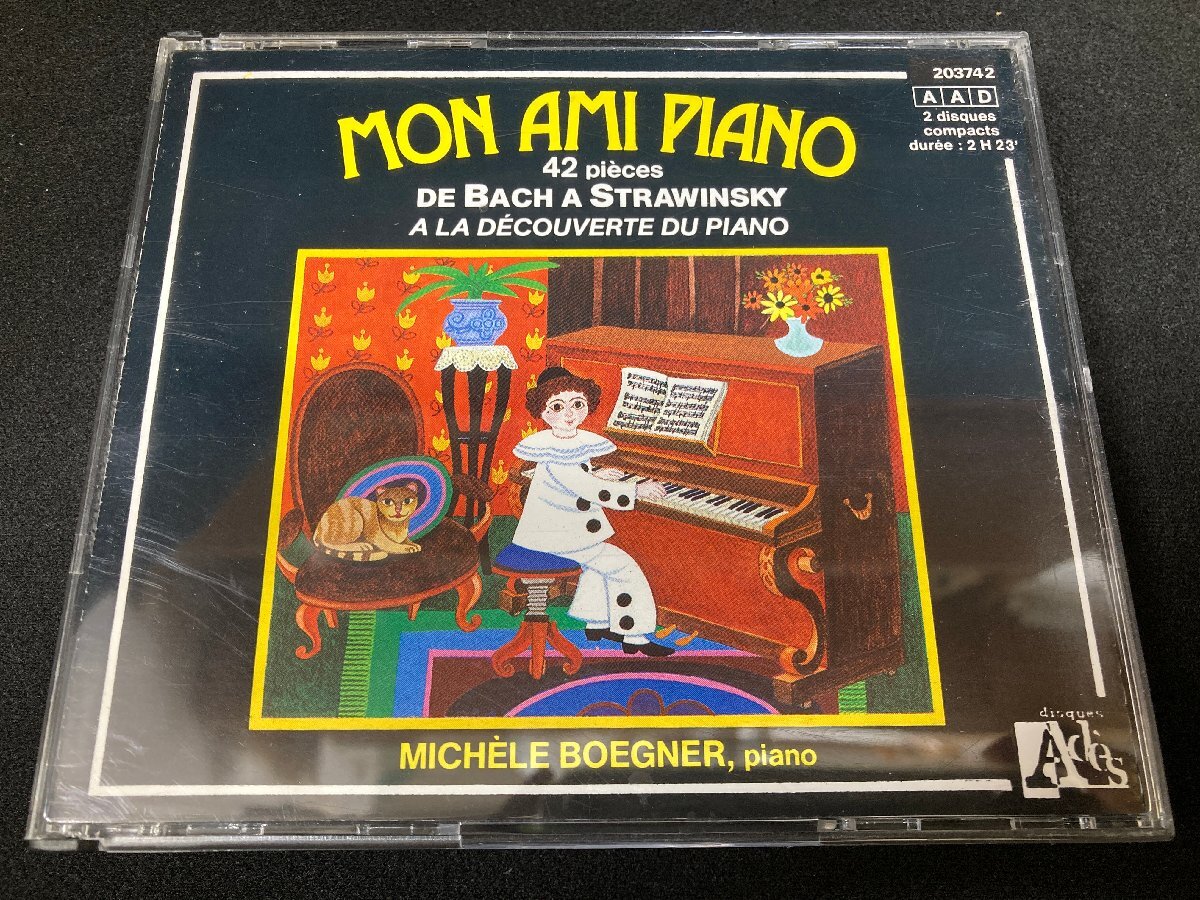 203742
AAD
2 disques
compacts
durée : 2 H 23'
MON AMI PIANO
42 pièces
DE BACH A STRAWINSKY
A LA DÉCOUVERTE DU PIANO
MICHÈLE BOEGNER, piano
disques
Adès